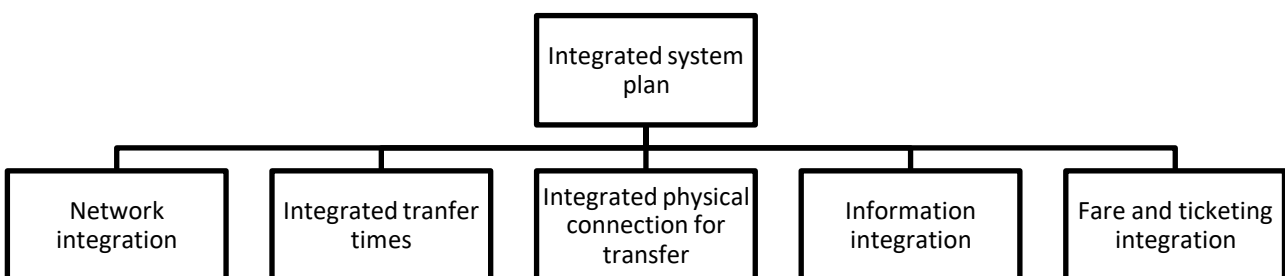 Integrated system
plan
Network
integration
Integrated tranfer
times
Integrated physical
connection for
transfer
Information
integration
Fare and ticketing
integration